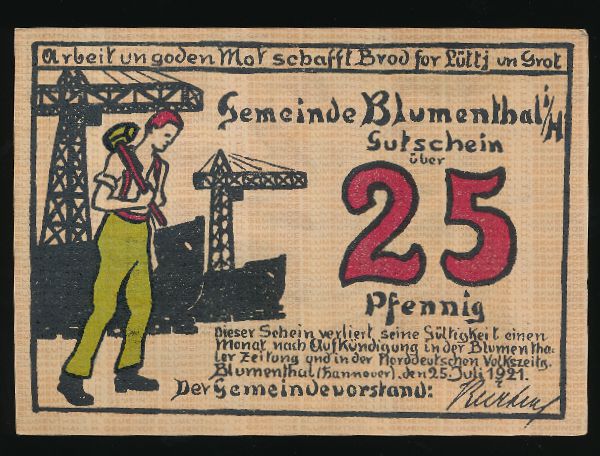 Arbeit un goden Mot schafft Brod for Lüttj un Grot
Gemeinde Blumenthal i/H
Gutschein
über
25
Pfennig
Dieser Schein verliert seine Gültigkeit einen
Monat nach Aufkündigung in der Blumentha-
ler Zeitung und in der Norddeutschen Volkszeitg.
Blumenthal (Hannover), den 25. Juli 1921.
Der Gemeindevorstand: